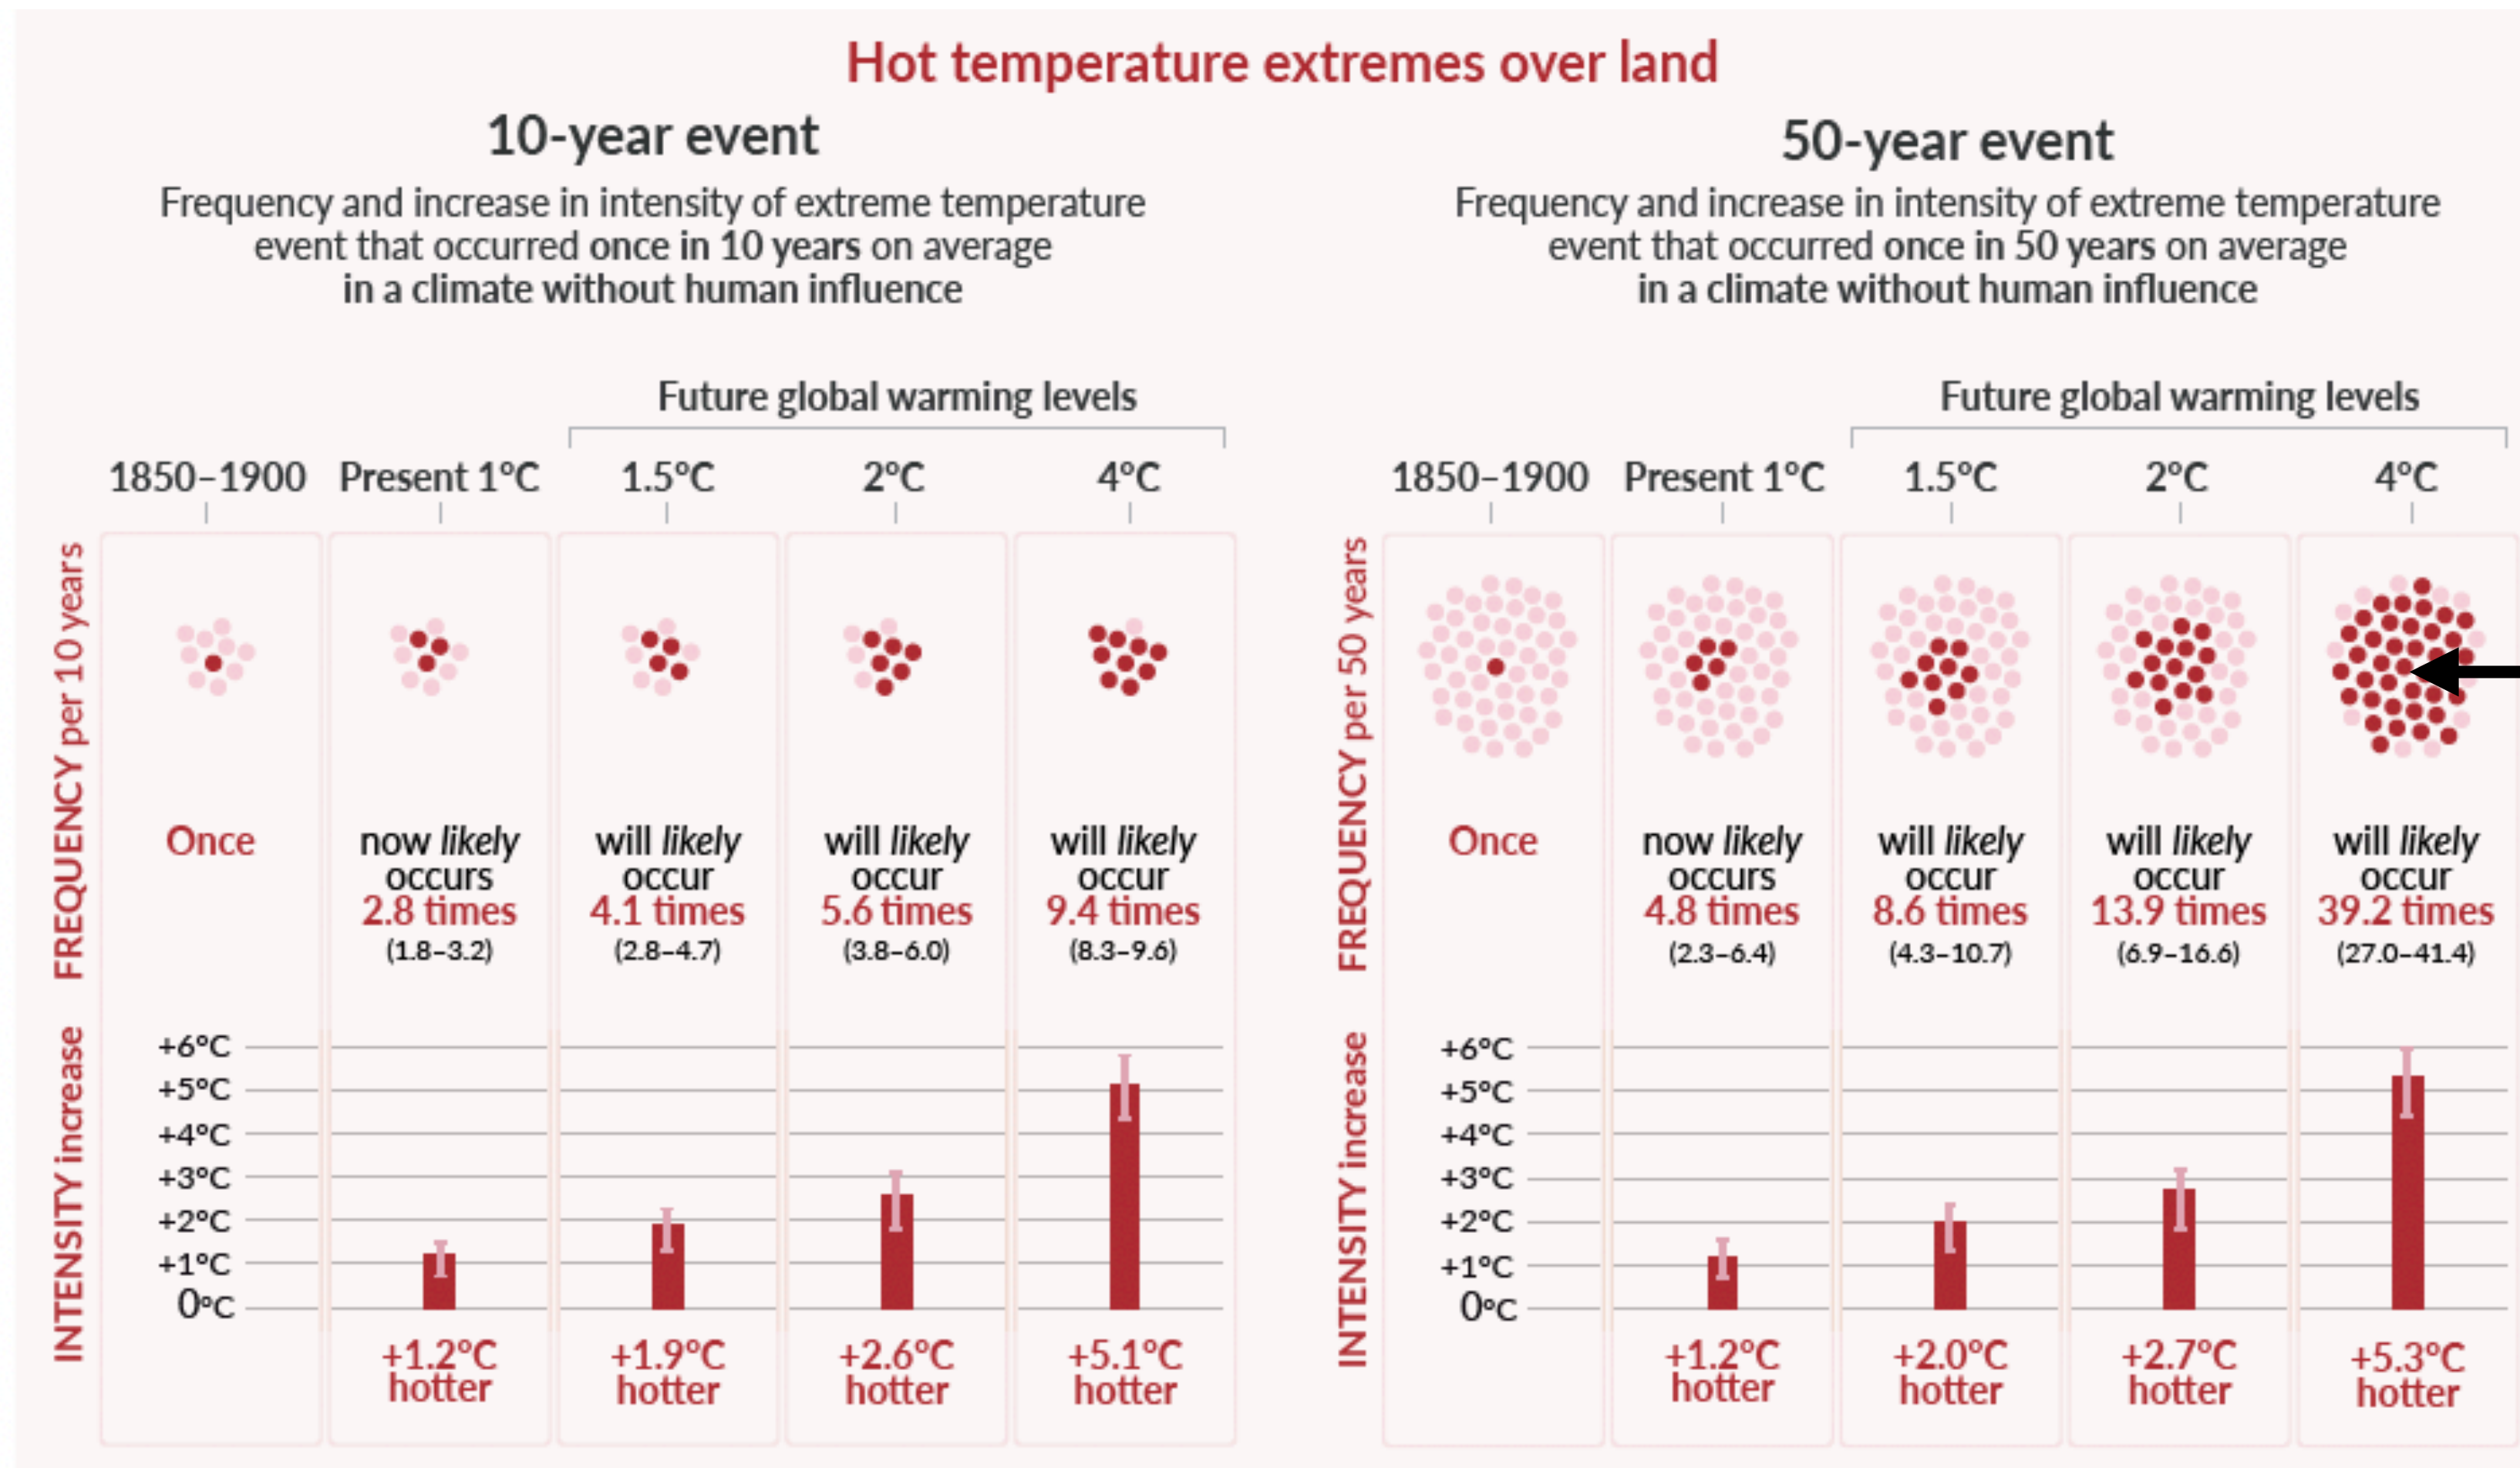 Hot temperature extremes over land
10-year event
Frequency and increase in intensity of extreme temperature
event that occurred once in 10 years on average
in a climate without human influence
Future global warming levels
1850–1900 Present 1°C 1.5°C 2°C 4°C
FREQUENCY per 10 years
Once
now likely
occurs
2.8 times
(1.8–3.2)
will likely
occur
4.1 times
(2.8–4.7)
will likely
occur
5.6 times
(3.8–6.0)
will likely
occur
9.4 times
(8.3–9.6)
INTENSITY increase
+6°C
+5°C
+4°C
+3°C
+2°C
+1°C
0°C
+1.2°C
hotter
+1.9°C
hotter
+2.6°C
hotter
+5.1°C
hotter
50-year event
Frequency and increase in intensity of extreme temperature
event that occurred once in 50 years on average
in a climate without human influence
Future global warming levels
1850–1900 Present 1°C 1.5°C 2°C 4°C
FREQUENCY per 50 years
Once
now likely
occurs
4.8 times
(2.3–6.4)
will likely
occur
8.6 times
(4.3–10.7)
will likely
occur
13.9 times
(6.9–16.6)
will likely
occur
39.2 times
(27.0–41.4)
INTENSITY increase
+6°C
+5°C
+4°C
+3°C
+2°C
+1°C
0°C
+1.2°C
hotter
+2.0°C
hotter
+2.7°C
hotter
+5.3°C
hotter